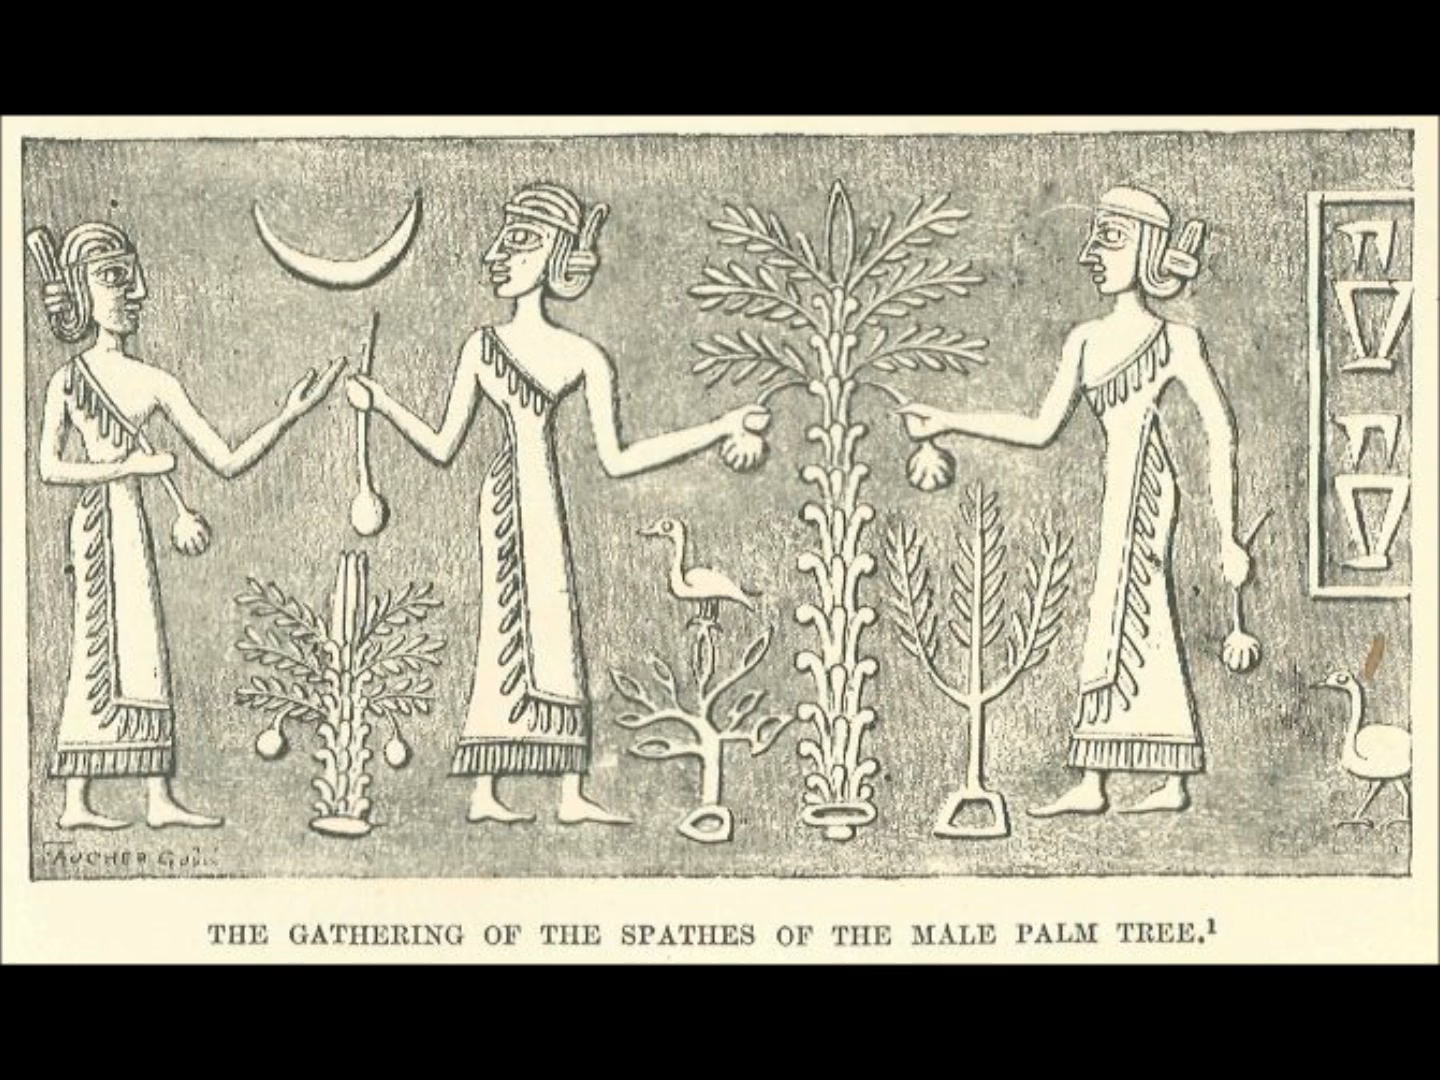 THE GATHERING OF THE SPATHES OF THE MALE PALM TREE.¹